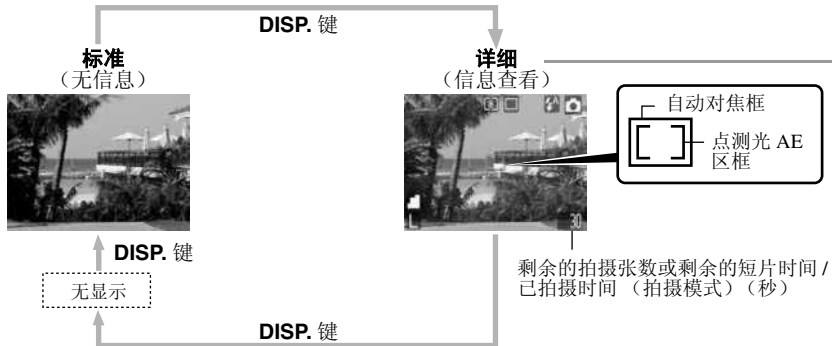 DISP. 键
标准
（无信息）
详细
（信息查看）
自动对焦框
点测光 AE
区框
L
30
DISP. 键
无显示
剩余的拍摄张数或剩余的短片时间 /
已拍摄时间 （拍摄模式）（秒）
DISP. 键